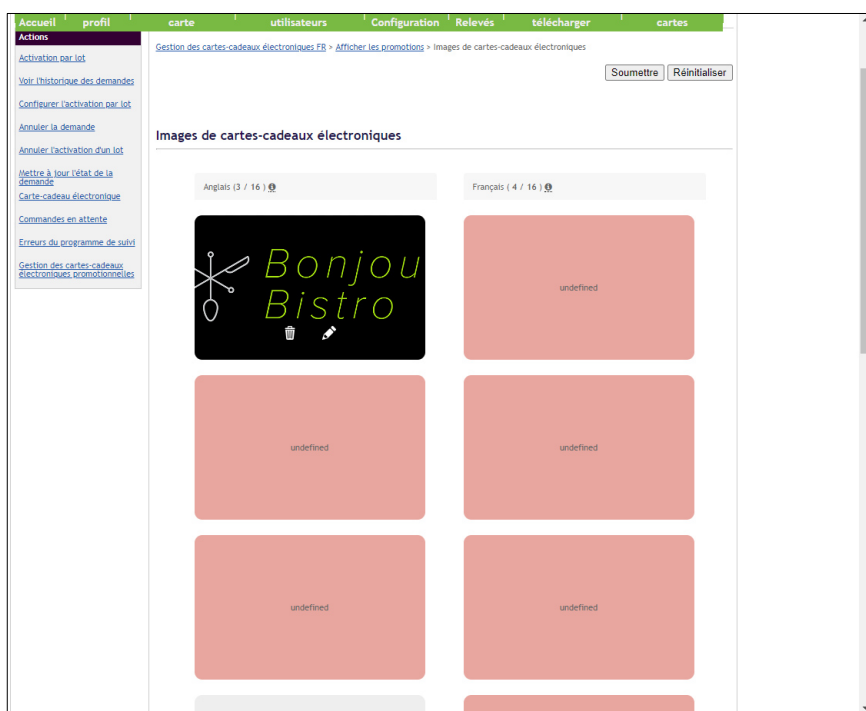 Accueil profil carte utilisateurs Configuration Relevés télécharger cartes
Actions
Activation par lot
Voir l'historique des demandes
Configurer l'activation par lot
Annuler la demande
Annuler l'activation d'un lot
Mettre à jour l'état de la
demande
Carte-cadeau électronique
Commandes en attente
Erreurs du programme de suivi
Gestion des cartes-cadeaux
électroniques promotionnelles
Gestion des cartes-cadeaux électroniques FR > Afficher les promotions > Images de cartes-cadeaux électroniques
Soumettre Réinitialiser
Images de cartes-cadeaux électroniques
Anglais (3 / 16 )
Français ( 4 / 16 )
Bonjou
Bistro
undefined
undefined
undefined
undefined
undefined